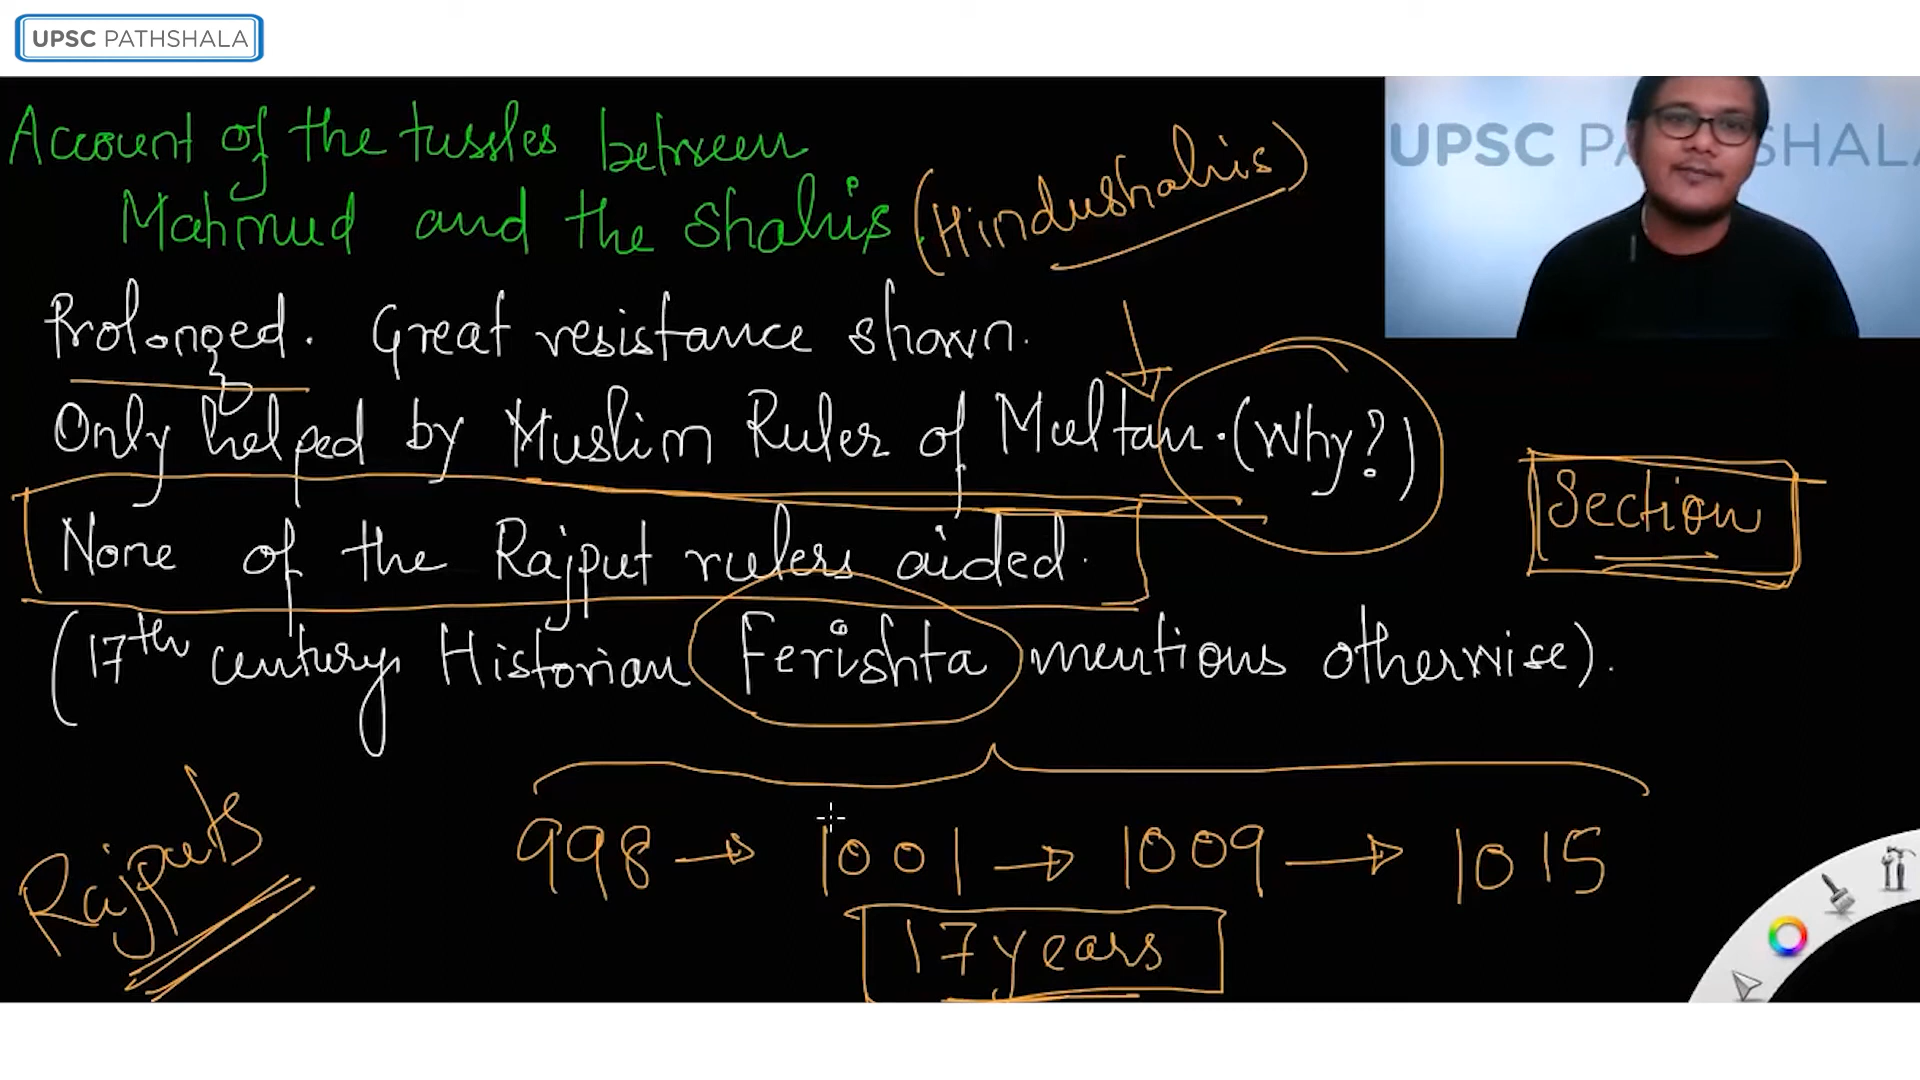 UPSC PATHSHALA
Account of the tussles between
Mahmud and the Shahis (Hindushahis)
UPSC PA SHALA
Prolonged. Great resistance shown.
Only helped by Muslim Ruler of Multan. (Why?)
Section
None of the Rajput rulers aided.
(17th century Historian Ferishta mentions otherwise).
Rajputs
998 → 1001 → 1009 → 1015
17 years